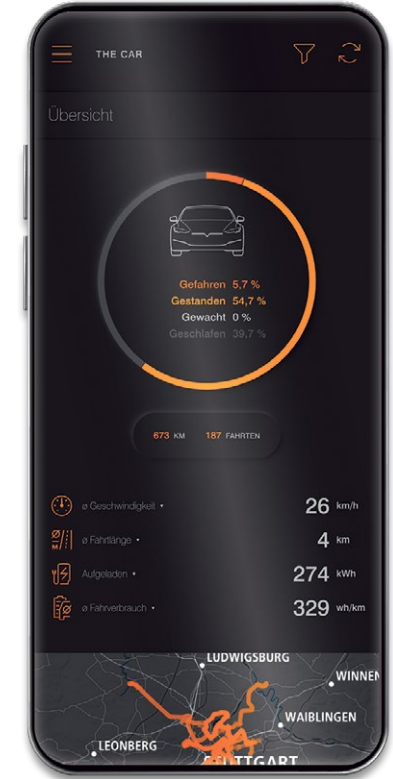 THE CAR
Übersicht
Gefahren 5,7 %
Gestanden 54,7 %
Gewacht 0 %
Geschlafen 39,7 %
673 KM 187 FAHRTEN
ø Geschwindigkeit 26 km/h
ø Fahrtlänge 4 km
Aufgeladen 274 kWh
ø Fahrverbrauch 329 wh/km
LUDWIGSBURG
WINNEN
WAIBLINGEN
LEONBERG
STUTTGART